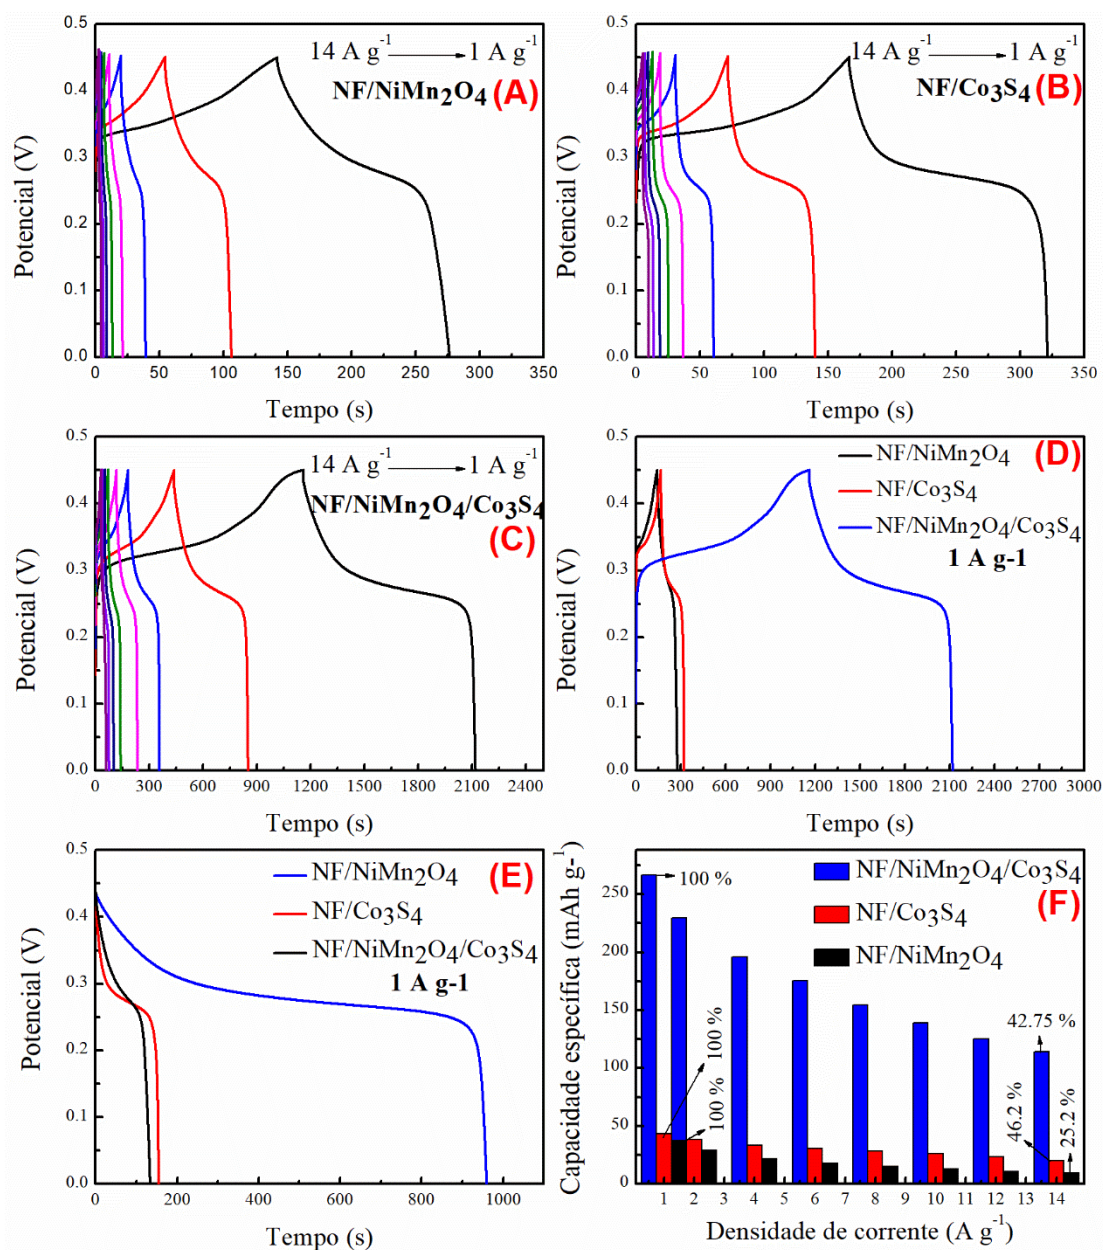 0.5
0.4
0.3
0.2
0.1
0.0
Potencial (V)
14 A g-1 → 1 A g-1
NF/NiMn2O4 (A)
0 50 100 150 200 250 300 350
Tempo (s)
0.5
0.4
0.3
0.2
0.1
0.0
Potencial (V)
14 A g-1 → 1 A g-1
NF/Co3S4 (B)
0 50 100 150 200 250 300 350
Tempo (s)
0.5
0.4
0.3
0.2
0.1
0.0
Potencial (V)
14 A g-1 → 1 A g-1
NF/NiMn2O4/Co3S4
(C)
0 300 600 900 1200 1500 1800 2100 2400
Tempo (s)
0.5
0.4
0.3
0.2
0.1
0.0
Potencial (V)
(D)
NF/NiMn2O4
NF/Co3S4
NF/NiMn2O4/Co3S4
1 A g-1
0 300 600 900 1200 1500 1800 2100 2400 2700 3000
Tempo (s)
0.5
0.4
0.3
0.2
0.1
0.0
Potencial (V)
(E)
NF/NiMn2O4
NF/Co3S4
NF/NiMn2O4/Co3S4
1 A g-1
0 200 400 600 800 1000
Tempo (s)
250
200
150
100
50
0
Capacidade específica (mAh g-1)
100 %
NF/NiMn2O4/Co3S4
(F)
NF/Co3S4
NF/NiMn2O4
100 %
100 %
42.75 %
46.2 %
25.2 %
1 2 3 4 5 6 7 8 9 10 11 12 13 14
Densidade de corrente (A g-1)